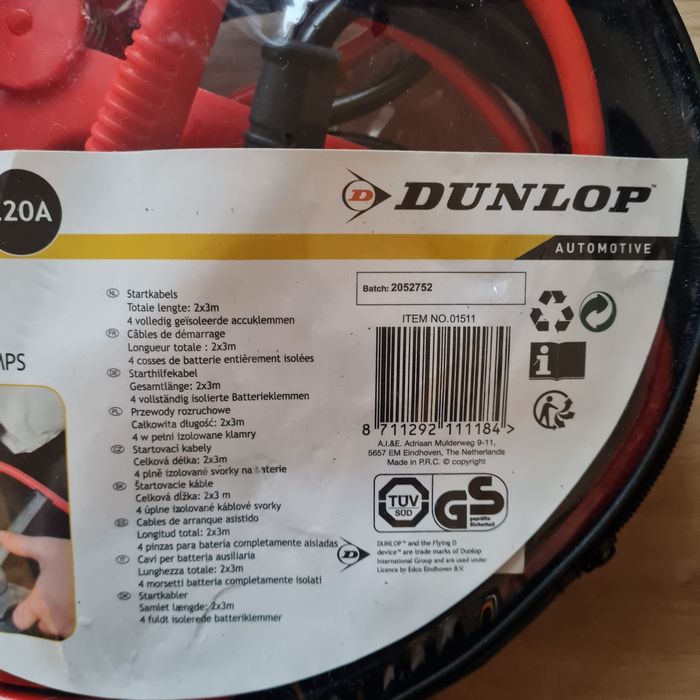 20A
DUNLOP™
AUTOMOTIVE
MPS
Batch: 2052752
ITEM NO.01511
8 711292 111184 >
A.I.&E. Adriaan Mulderweg 9-11,
5657 EM Eindhoven, The Netherlands
Made in P.R.C. © copyright
TÜV
SÜD
GS
geprüfte
Sicherheit
DUNLOP™ and the Flying D
device™ are trade marks of Dunlop
International Group and are used under
Licence by Edco Eindhoven B.V.
NL Startkabels
Totale lengte: 2x3m
4 volledig geïsoleerde accuklemmen
FR Câbles de démarrage
Longueur totale : 2x3m
4 cosses de batterie entièrement isolées
DE Starthilfekabel
Gesamtlänge: 2x3m
4 vollständig isolierte Batterieklemmen
PL Przewody rozruchowe
Całkowita długość: 2x3m
4 w pełni izolowane klamry
CZ Startovací kabely
Celková délka: 2x3m
4 plně izolované svorky na baterie
SK Štartovacie káble
Celková dĺžka: 2x3 m
4 úplne izolované káblové svorky
ES Cables de arranque asistido
Longitud total: 2x3m
4 pinzas para batería completamente aisladas
IT Cavi per batteria ausiliaria
Lunghezza totale: 2x3m
4 morsetti batteria completamente isolati
DK Startkabler
Samlet længde: 2x3m
4 fuldt isolerede batteriklemmer